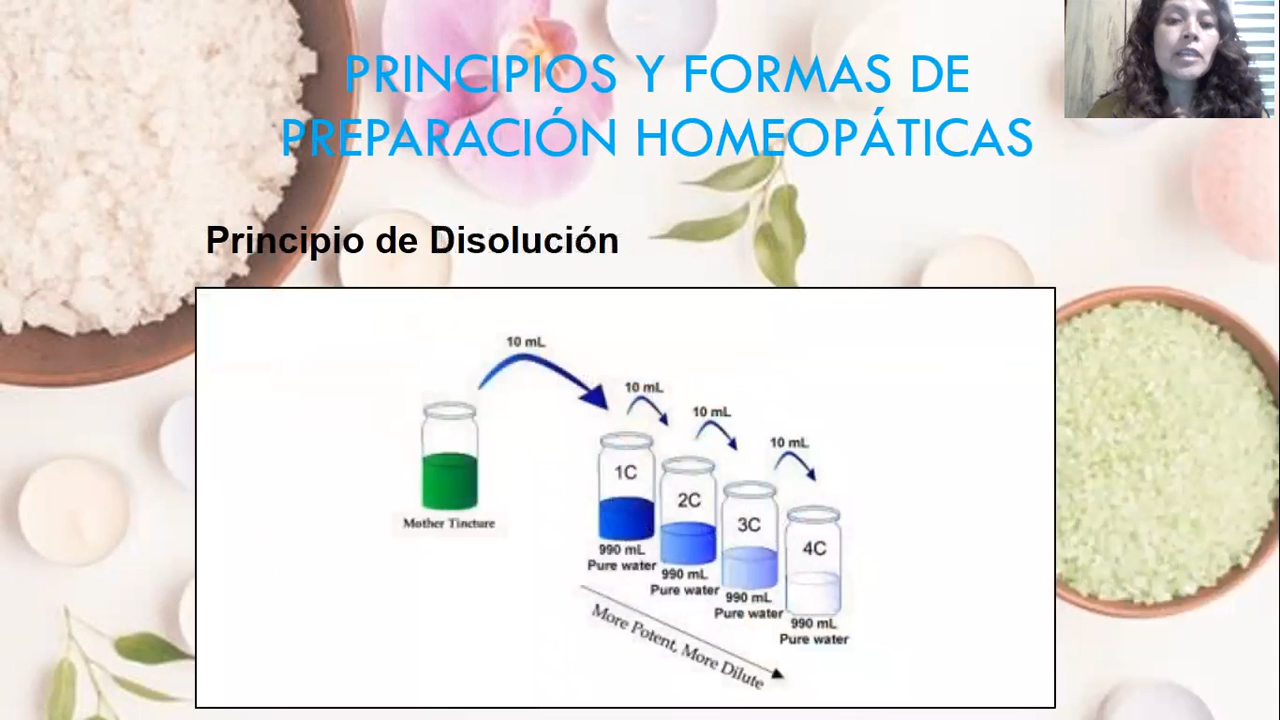 PRINCIPIOS Y FORMAS DE
PREPARACIÓN HOMEOPÁTICAS
Principio de Disolución
10 mL
10 mL
10 mL
10 mL
1C
2C
3C
4C
Mother Tincture
990 mL
Pure water
990 mL
Pure water
990 mL
Pure water
990 mL
Pure water
More Potent, More Dilute